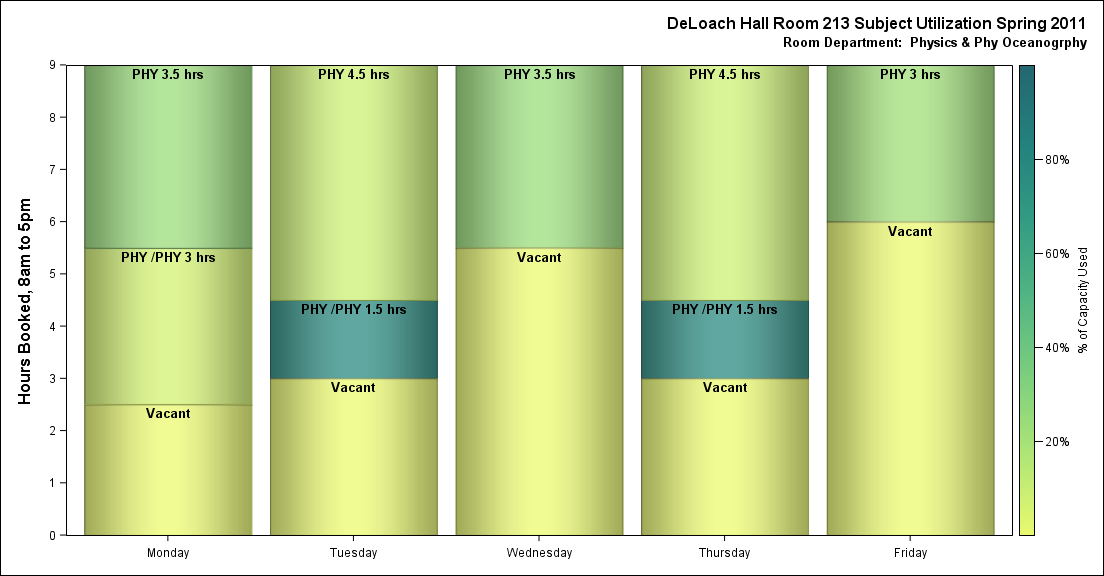 DeLoach Hall Room 213 Subject Utilization Spring 2011
Room Department:  Physics & Phy Oceanogrphy
Hours Booked, 8am to 5pm
9
8
7
6
5
4
3
2
1
0
PHY 3.5 hrs
PHY /PHY 3 hrs
Vacant
PHY 4.5 hrs
PHY /PHY 1.5 hrs
Vacant
PHY 3.5 hrs
Vacant
PHY 4.5 hrs
PHY /PHY 1.5 hrs
Vacant
PHY 3 hrs
Vacant
Monday
Tuesday
Wednesday
Thursday
Friday
80%
60%
40%
20%
% of Capacity Used